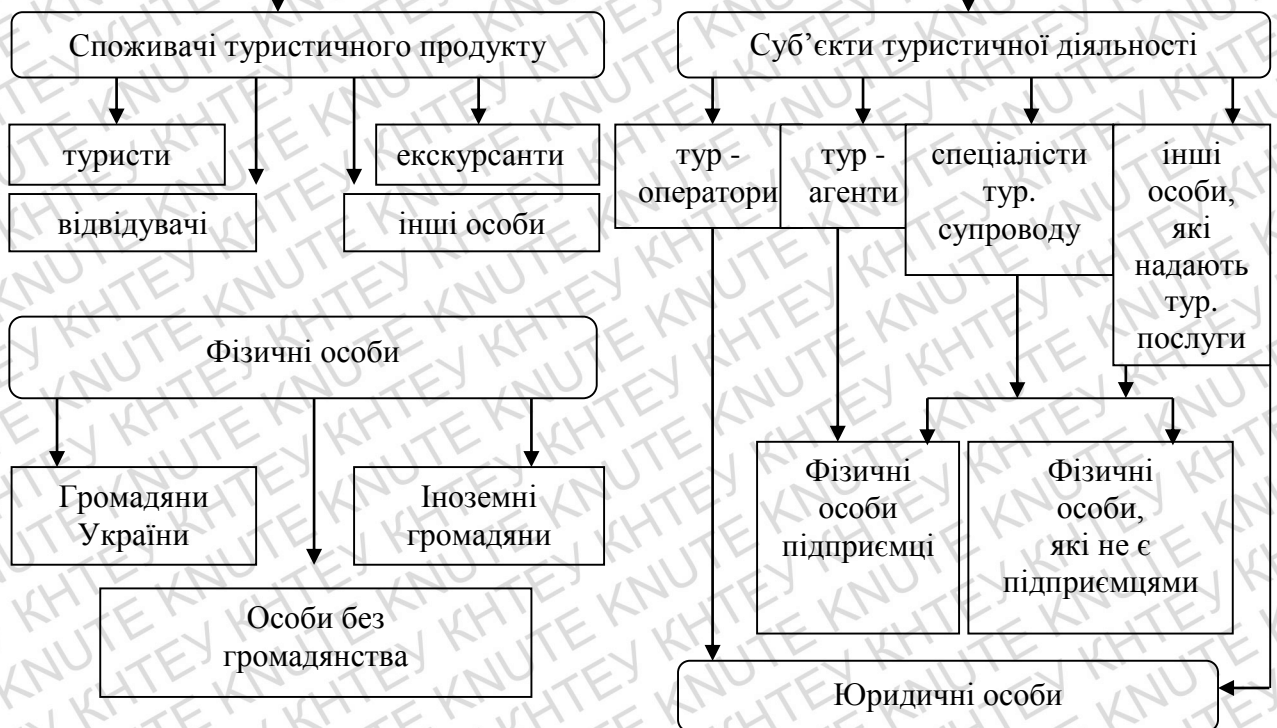 Споживачі туристичного продукту
туристи
екскурсанти
відвідувачі
інші особи
Фізичні особи
Громадяни
України
Іноземні
громадяни
Особи без
громадянства
Суб’єкти туристичної діяльності
тур -
оператори
тур -
агенти
спеціалісти
тур.
супроводу
інші
особи,
які
надають
тур.
послуги
Фізичні
особи
підприємці
Фізичні
особи,
які не є
підприємцями
Юридичні особи